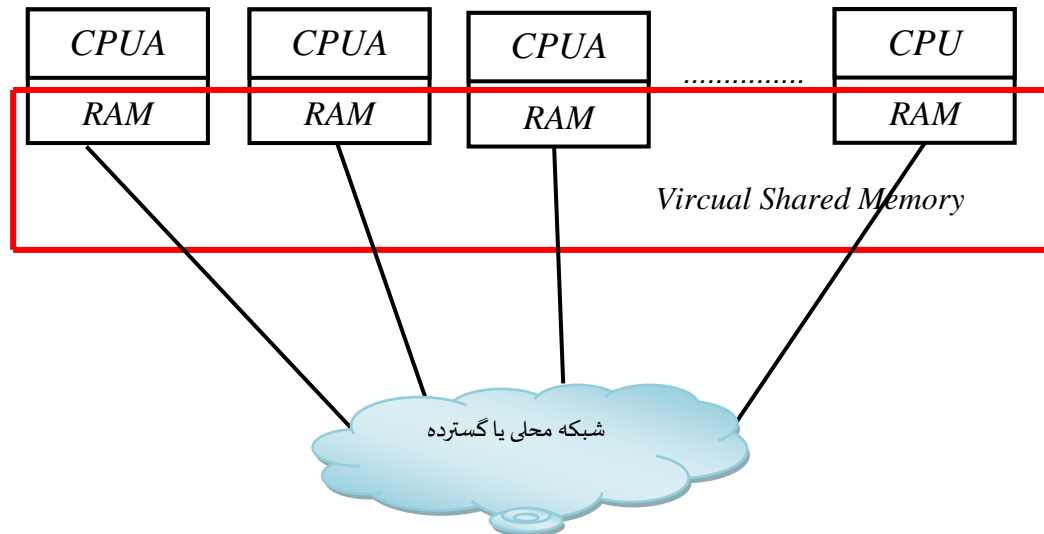 CPUA CPUA CPUA CPU
...............
RAM RAM RAM RAM
Vircual Shared Memory
شبکه محلی یا گسترده